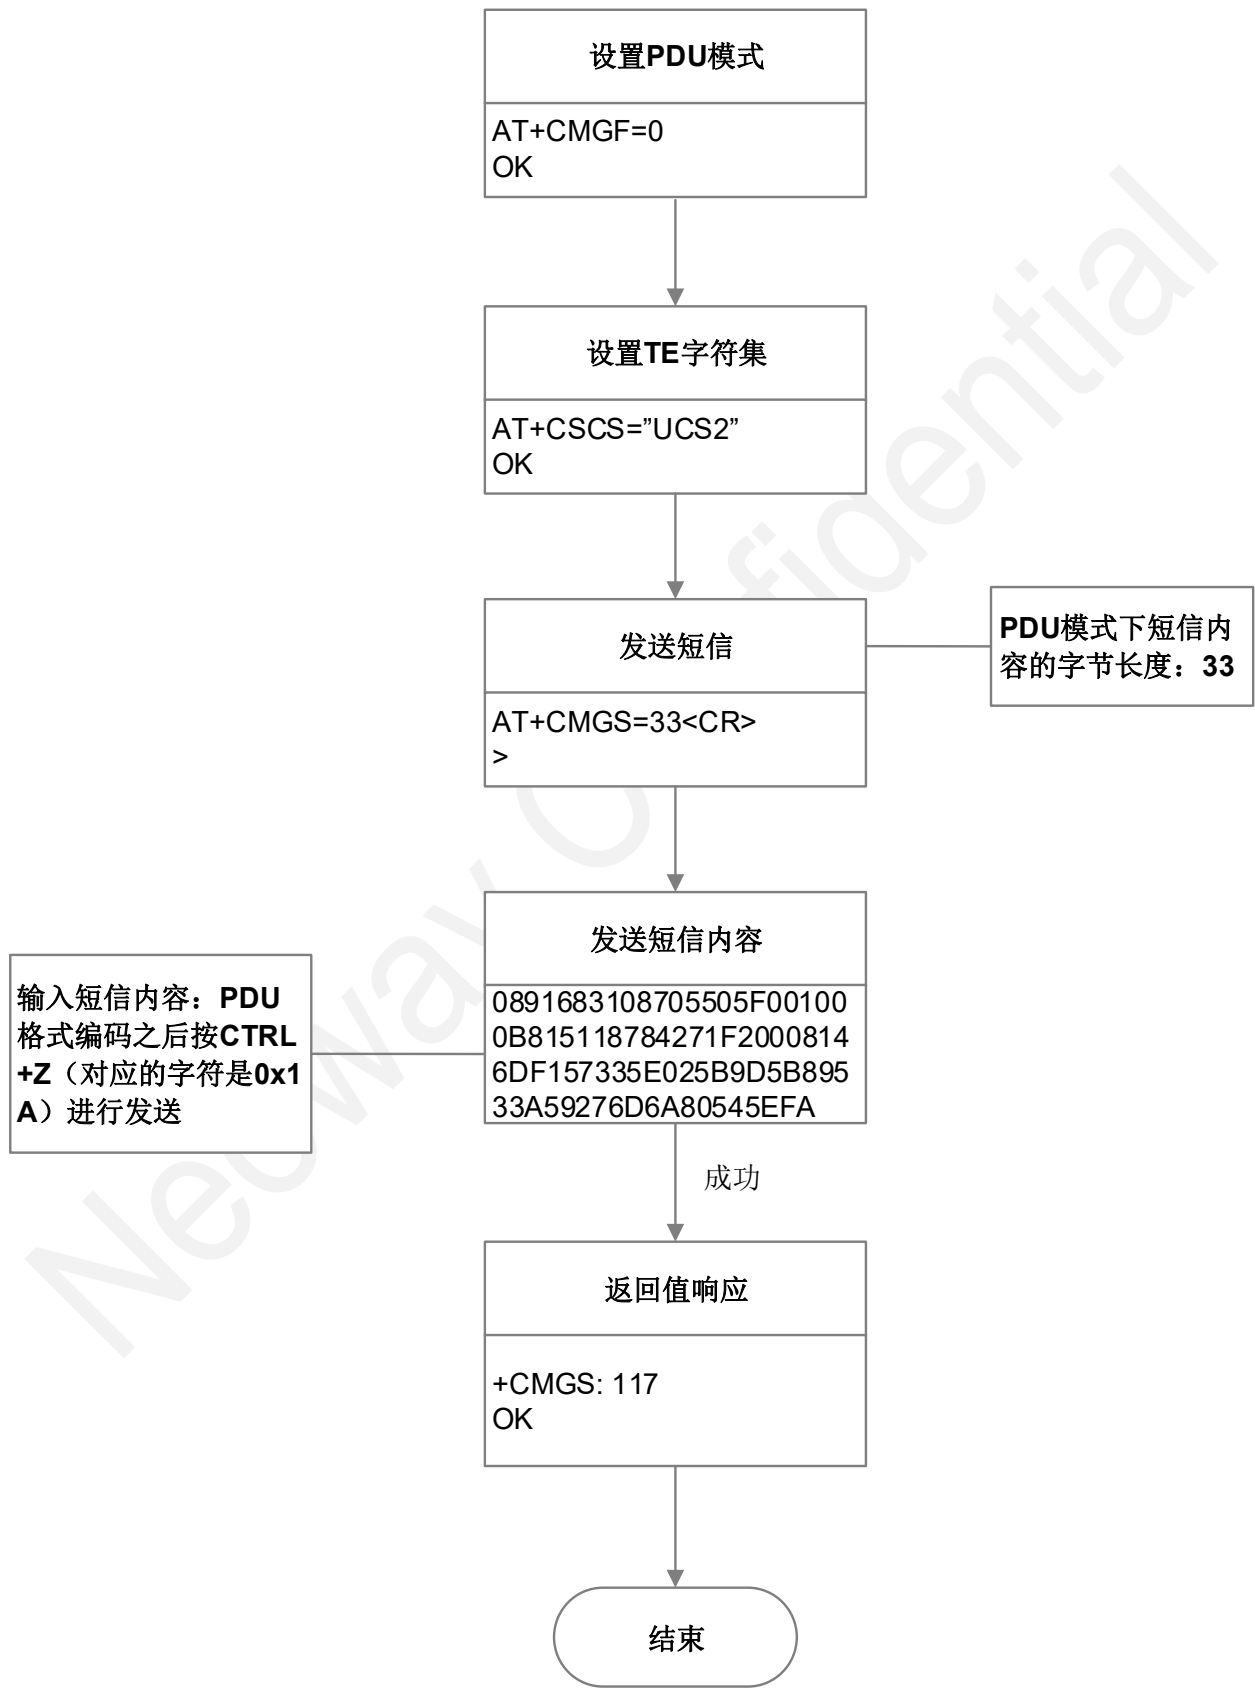 设置PDU模式
AT+CMGF=0
OK
设置TE字符集
AT+CSCS=”UCS2”
OK
发送短信
AT+CMGS=33<CR>
>
PDU模式下短信内
容的字节长度：33
发送短信内容
0891683108705505F00100
0B815118784271F2000814
6DF157335E025B9D5B895
33A59276D6A80545EFA
输入短信内容：PDU
格式编码之后按CTRL
+Z（对应的字符是0x1
A）进行发送
成功
返回值响应
+CMGS: 117
OK
结束
Neoway Confidential